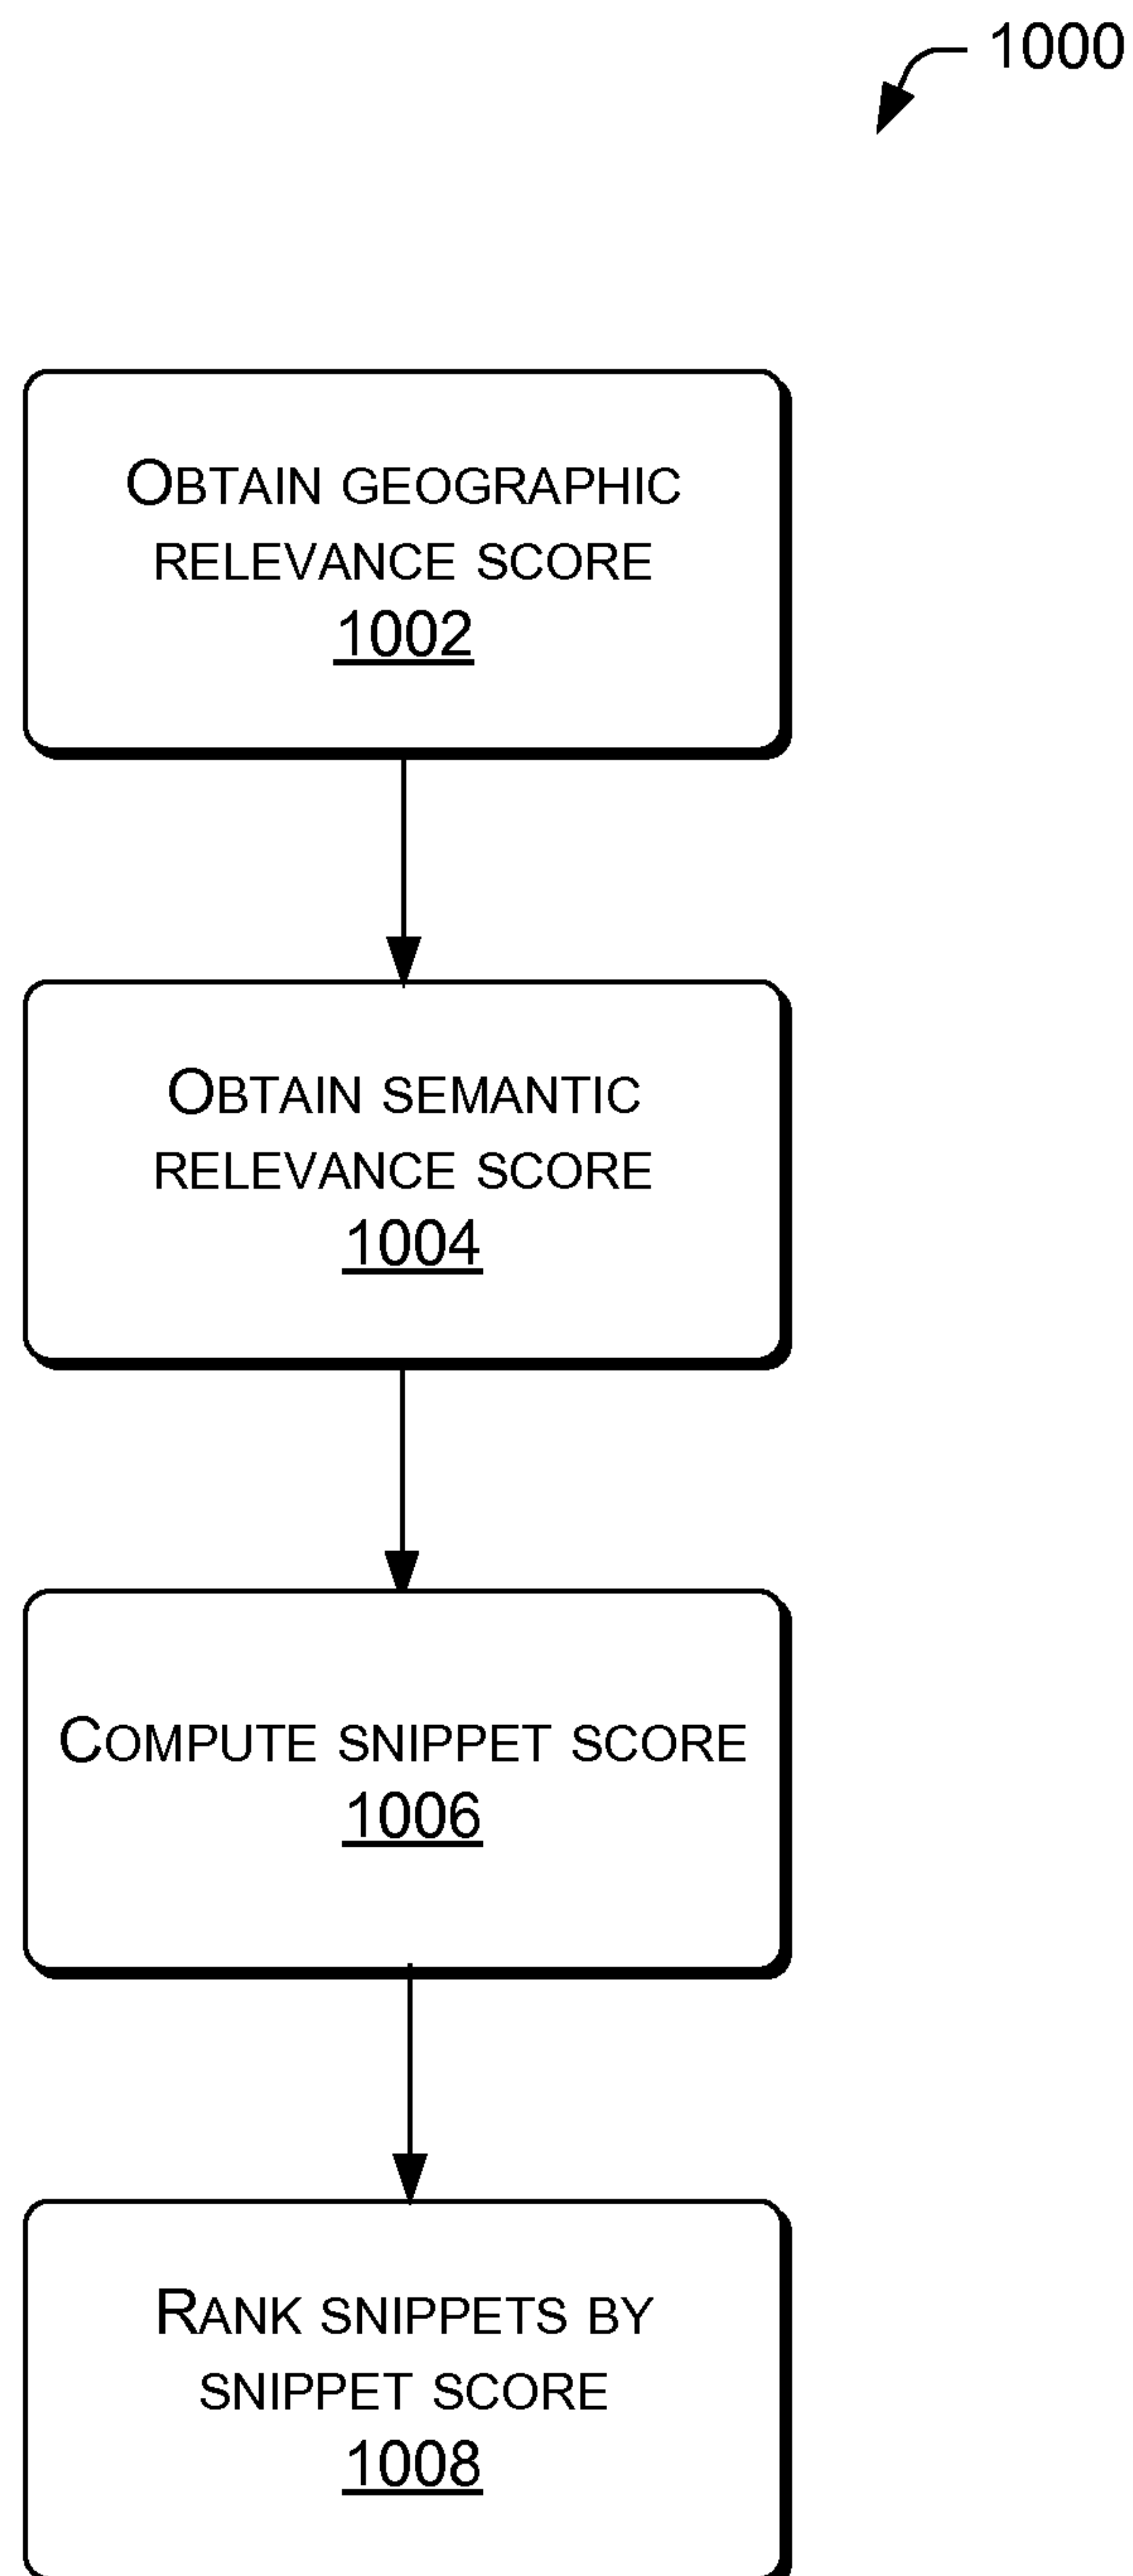 1000
OBTAIN GEOGRAPHIC
RELEVANCE SCORE
1002
OBTAIN SEMANTIC
RELEVANCE SCORE
1004
COMPUTE SNIPPET SCORE
1006
RANK SNIPPETS BY
SNIPPET SCORE
1008